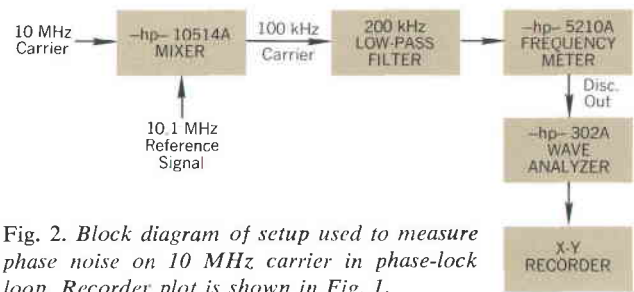 10 MHz
Carrier
-hp- 10514A
MIXER
100 kHz
Carrier
200 kHz
LOW-PASS
FILTER
-hp- 5210A
FREQUENCY
METER
Disc.
Out
10.1 MHz
Reference
Signal
-hp- 302A
WAVE
ANALYZER
X-Y
RECORDER
Fig. 2. Block diagram of setup used to measure
phase noise on 10 MHz carrier in phase-lock
loop. Recorder plot is shown in Fig. 1.